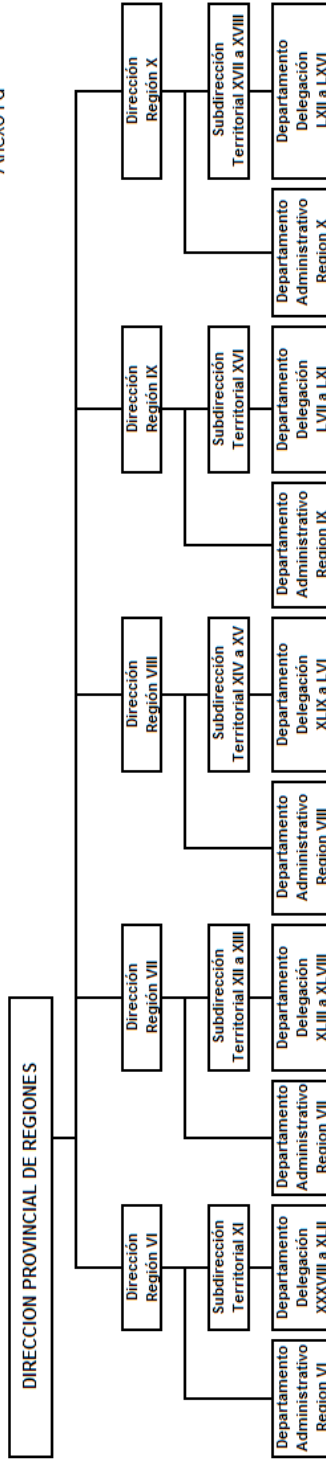 Anexo
DIRECCION PROVINCIAL DE REGIONES
Dirección
Región VI
Dirección
Región VII
Dirección
Región VIII
Dirección
Región IX
Dirección
Región X
Subdirección
Territorial XI
Subdirección
Territorial XII a XIII
Subdirección
Territorial XIV a XV
Subdirección
Territorial XVI
Subdirección
Territorial XVII a XVIII
Departamento
Administrativo
Region VI
Departamento
Delegación
XXXVIII a XLII
Departamento
Administrativo
Region VII
Departamento
Delegación
XLIII a XLVIII
Departamento
Administrativo
Region VIII
Departamento
Delegación
XLIX a LVI
Departamento
Administrativo
Region IX
Departamento
Delegación
LVII a LXI
Departamento
Administrativo
Region X
Departamento
Delegación
LXII a LXVI